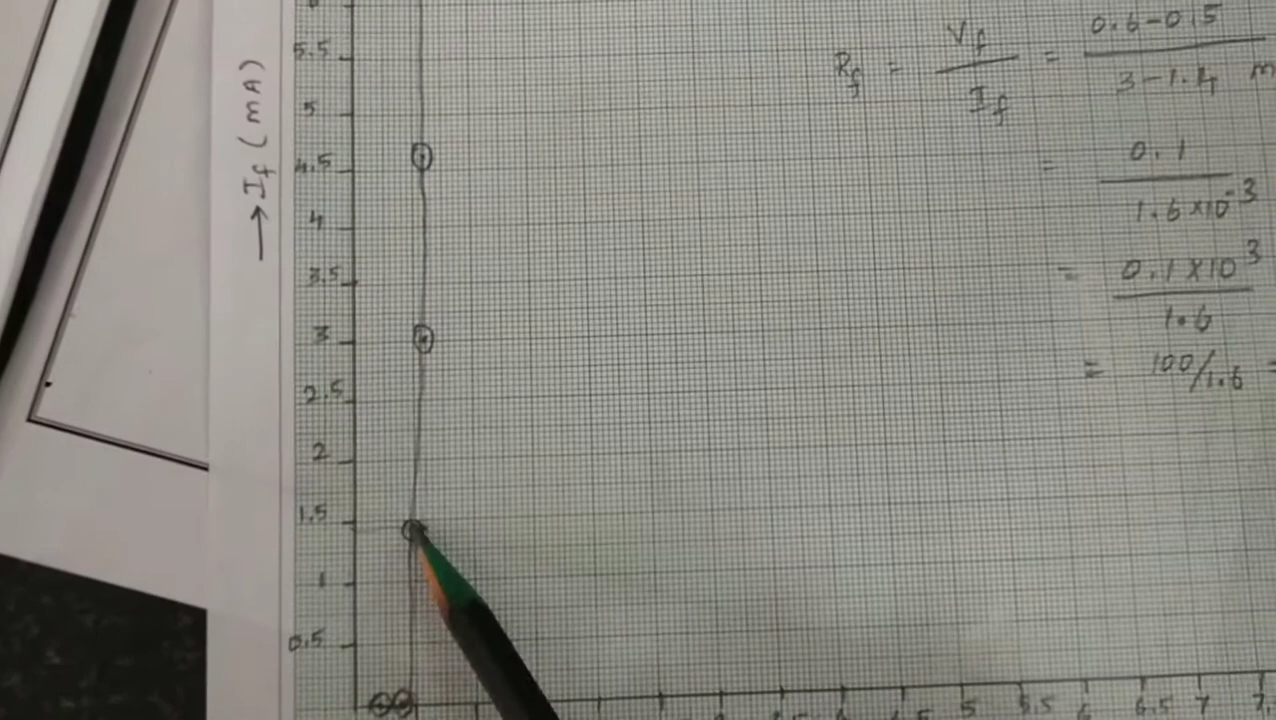 → If (mA)
5.5
5
4.5
4
3.5
3
2.5
2
1.5
1
0.5
5 5.5 6 6.5 7 7.
Rf = Vf / If = 0.6-0.5 / 3-1.4 m
= 0.1 / 1.6 ×10⁻³
= 0.1 ×10³ / 1.6
= 100/1.6 =